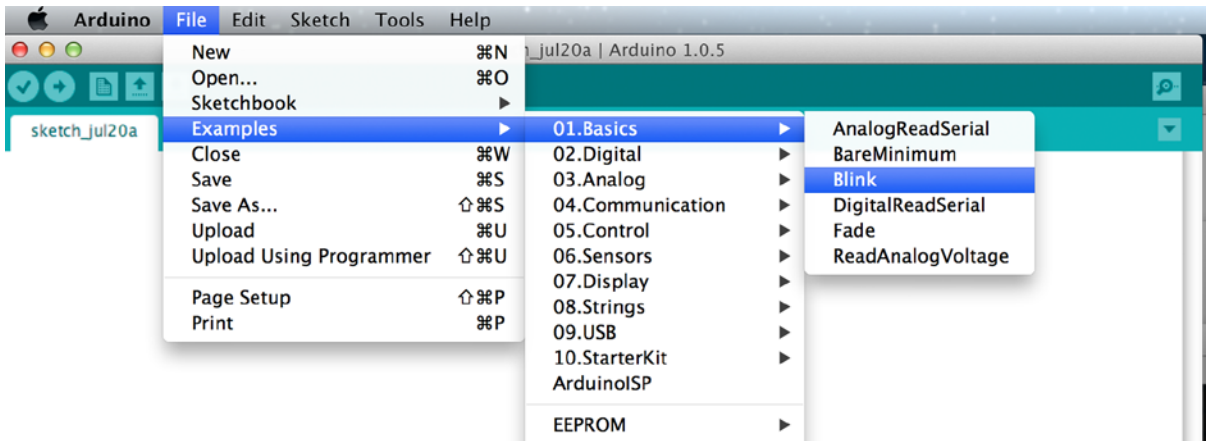 Arduino File Edit Sketch Tools Help
_jul20a | Arduino 1.0.5
sketch_jul20a
New ⌘N
Open... ⌘O
Sketchbook ▶
Examples ▶
Close ⌘W
Save ⌘S
Save As... ⇧⌘S
Upload ⌘U
Upload Using Programmer ⇧⌘U
Page Setup ⇧⌘P
Print ⌘P
01.Basics ▶
02.Digital ▶
03.Analog ▶
04.Communication ▶
05.Control ▶
06.Sensors ▶
07.Display ▶
08.Strings ▶
09.USB ▶
10.StarterKit ▶
ArduinoISP
EEPROM ▶
AnalogReadSerial
BareMinimum
Blink
DigitalReadSerial
Fade
ReadAnalogVoltage